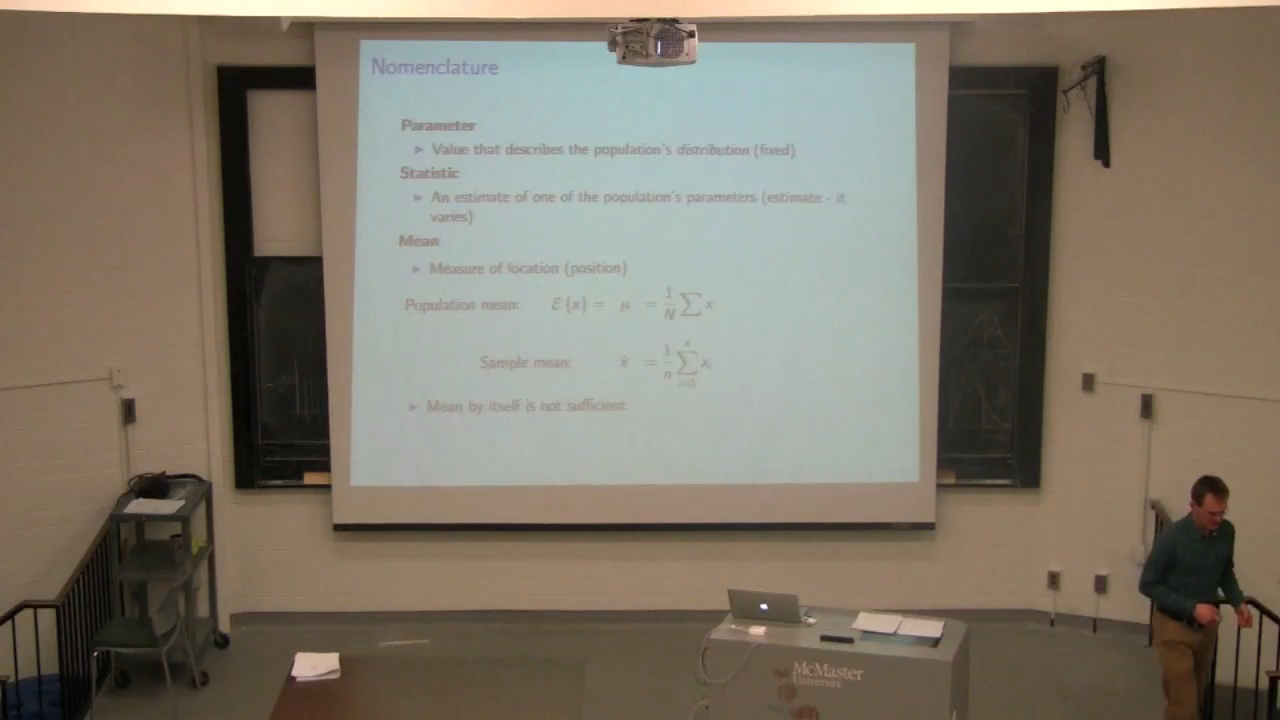 Nomenclature
Parameter
▶ Value that describes the population's distribution (fixed)
Statistic
▶ An estimate of one of the population's parameters (estimate - it
varies)
Mean
▶ Measure of location (position)
Population mean: ℰ{x} = μ = 1/N ∑ x
Sample mean: x̄ = 1/n ∑_{i=1}^{n} x_i
▶ Mean by itself is not sufficient
McMaster
University